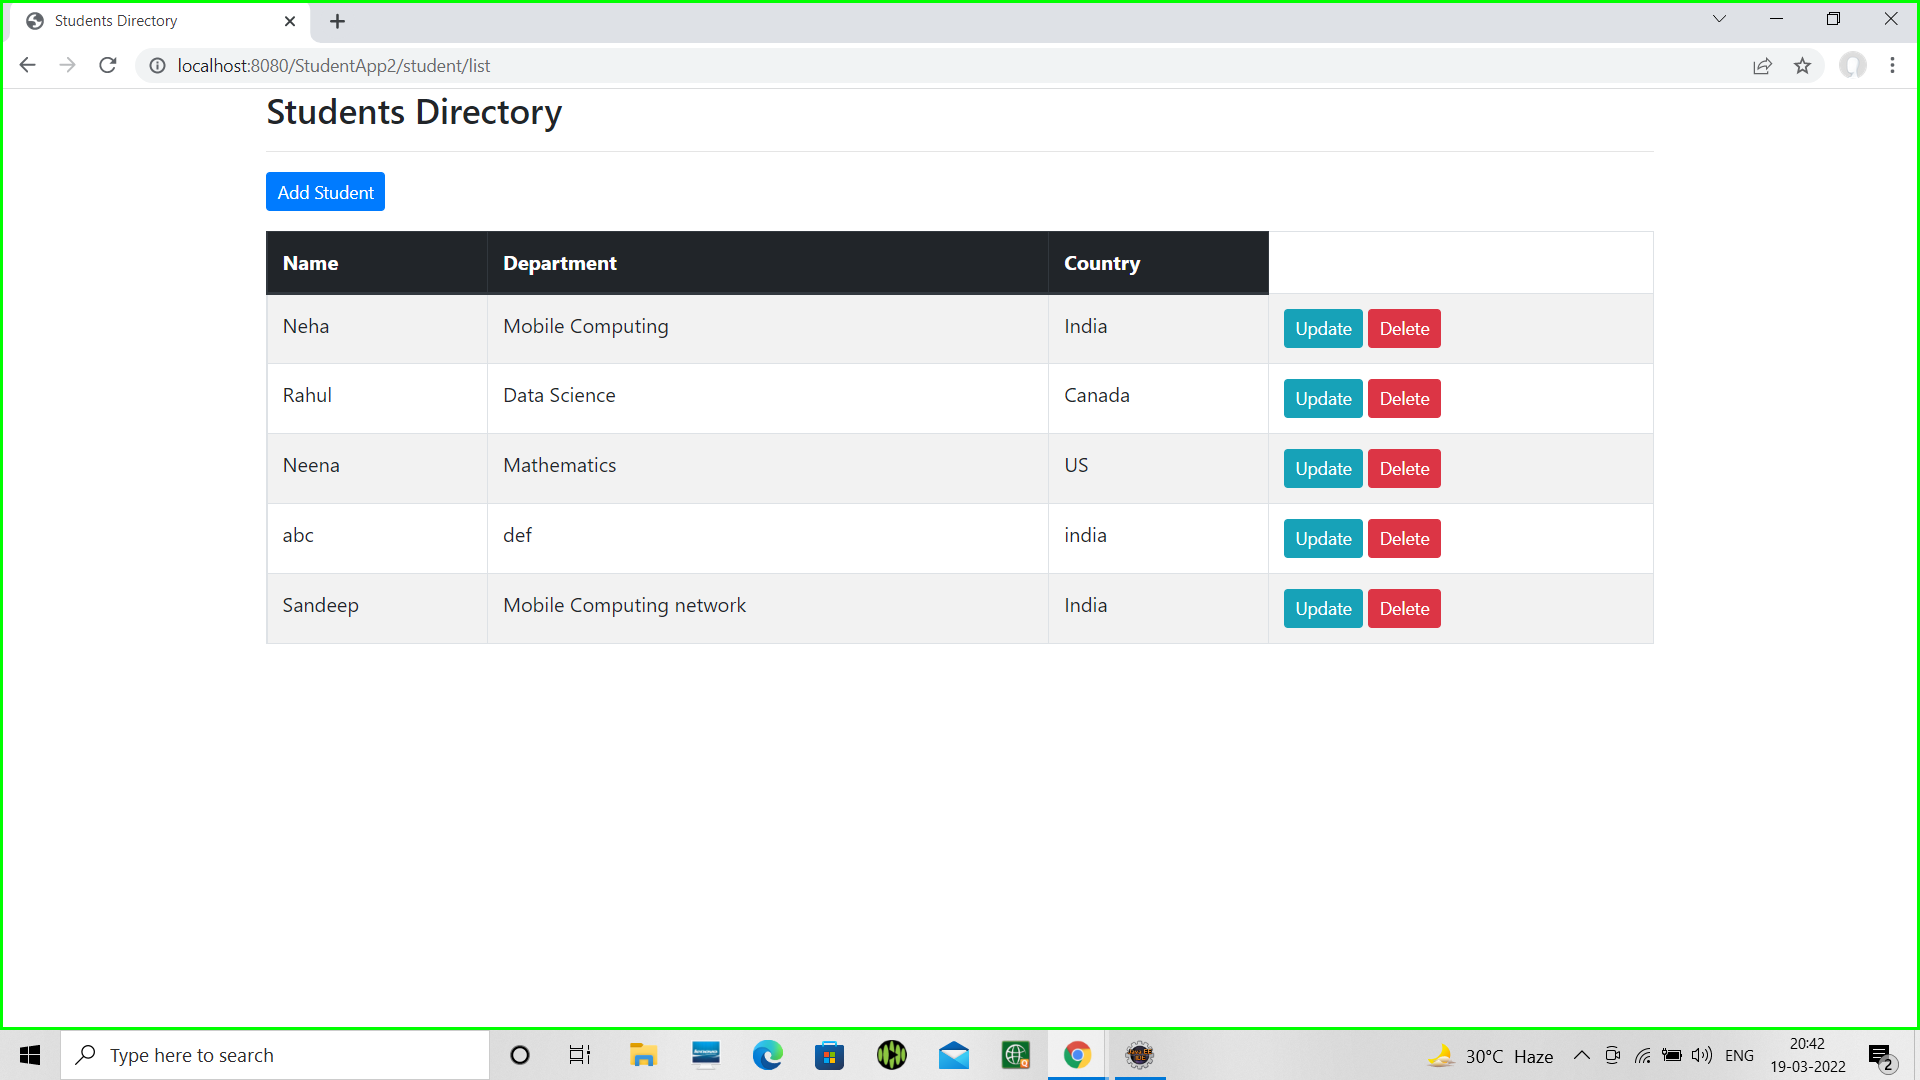 Students Directory
localhost:8080/StudentApp2/student/list
Students Directory
Add Student
Name Department Country
Neha Mobile Computing India Update Delete
Rahul Data Science Canada Update Delete
Neena Mathematics US Update Delete
abc def india Update Delete
Sandeep Mobile Computing network India Update Delete
Type here to search 30°C Haze ENG 20:42
19-03-2022 2